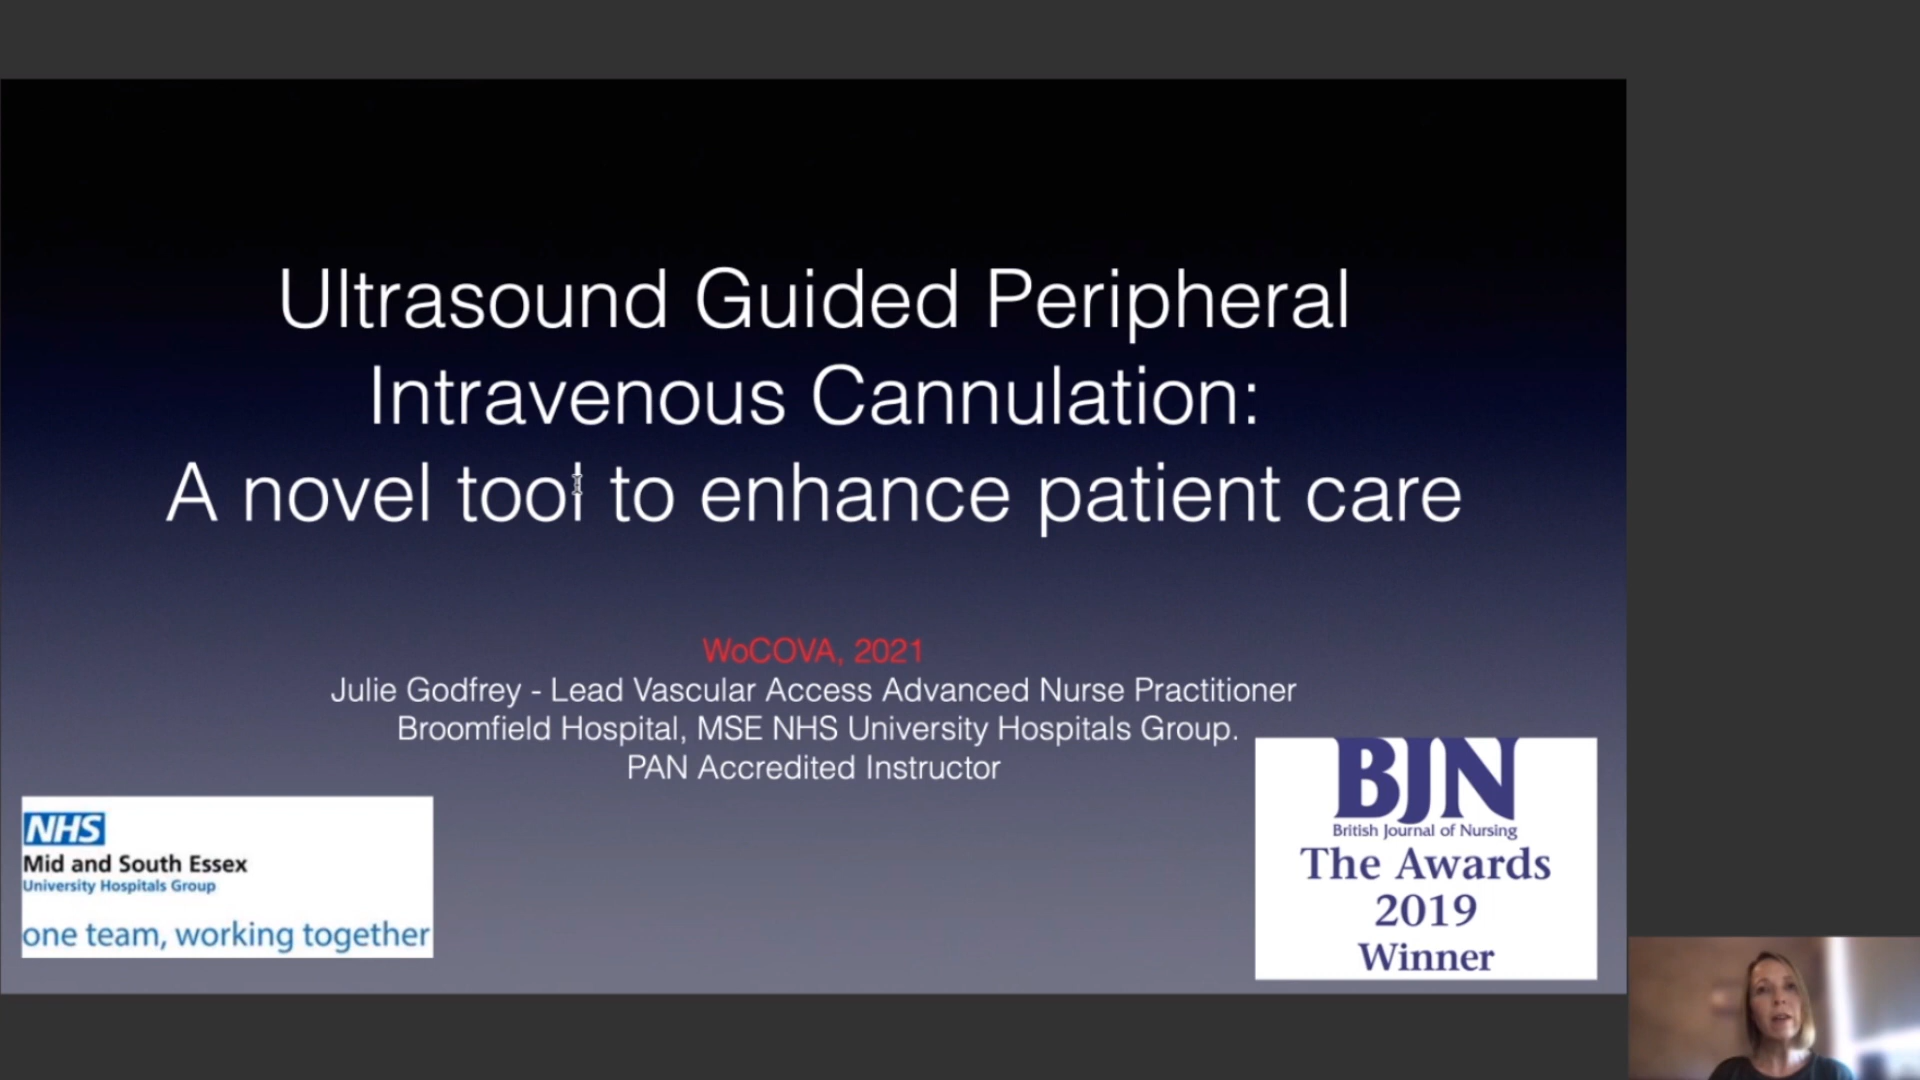 Ultrasound Guided Peripheral
Intravenous Cannulation:
A novel tool to enhance patient care
WoCOVA, 2021
Julie Godfrey - Lead Vascular Access Advanced Nurse Practitioner
Broomfield Hospital, MSE NHS University Hospitals Group.
PAN Accredited Instructor
NHS
Mid and South Essex
University Hospitals Group
one team, working together
BJN
British Journal of Nursing
The Awards
2019
Winner